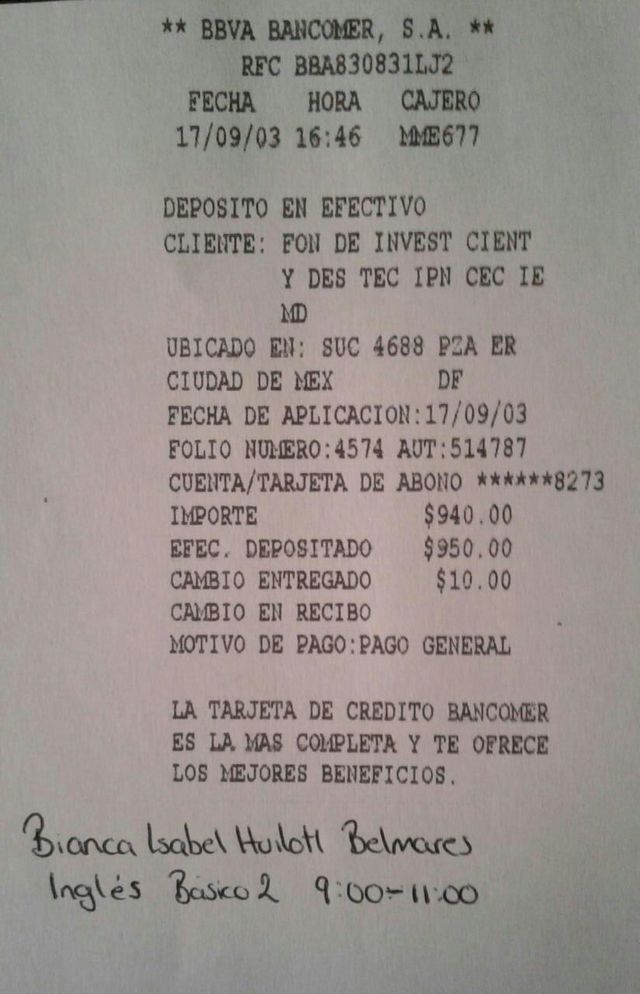 ** BBVA BANCOMER, S.A. **
RFC BBA830831LJ2
FECHA HORA CAJERO
17/09/03 16:46 MME677
DEPOSITO EN EFECTIVO
CLIENTE: FON DE INVEST CIENT
Y DES TEC IPN CEC IE
MD
UBICADO EN: SUC 4688 PZA ER
CIUDAD DE MEX DF
FECHA DE APLICACION:17/09/03
FOLIO NUMERO:4574 AUT:514787
CUENTA/TARJETA DE ABONO ******8273
IMPORTE $940.00
EFEC. DEPOSITADO $950.00
CAMBIO ENTREGADO $10.00
CAMBIO EN RECIBO
MOTIVO DE PAGO:PAGO GENERAL
LA TARJETA DE CREDITO BANCOMER
ES LA MAS COMPLETA Y TE OFRECE
LOS MEJORES BENEFICIOS.
Bianca Isabel Huilotl Belmares
Inglés Básico 2 9:00-11:00